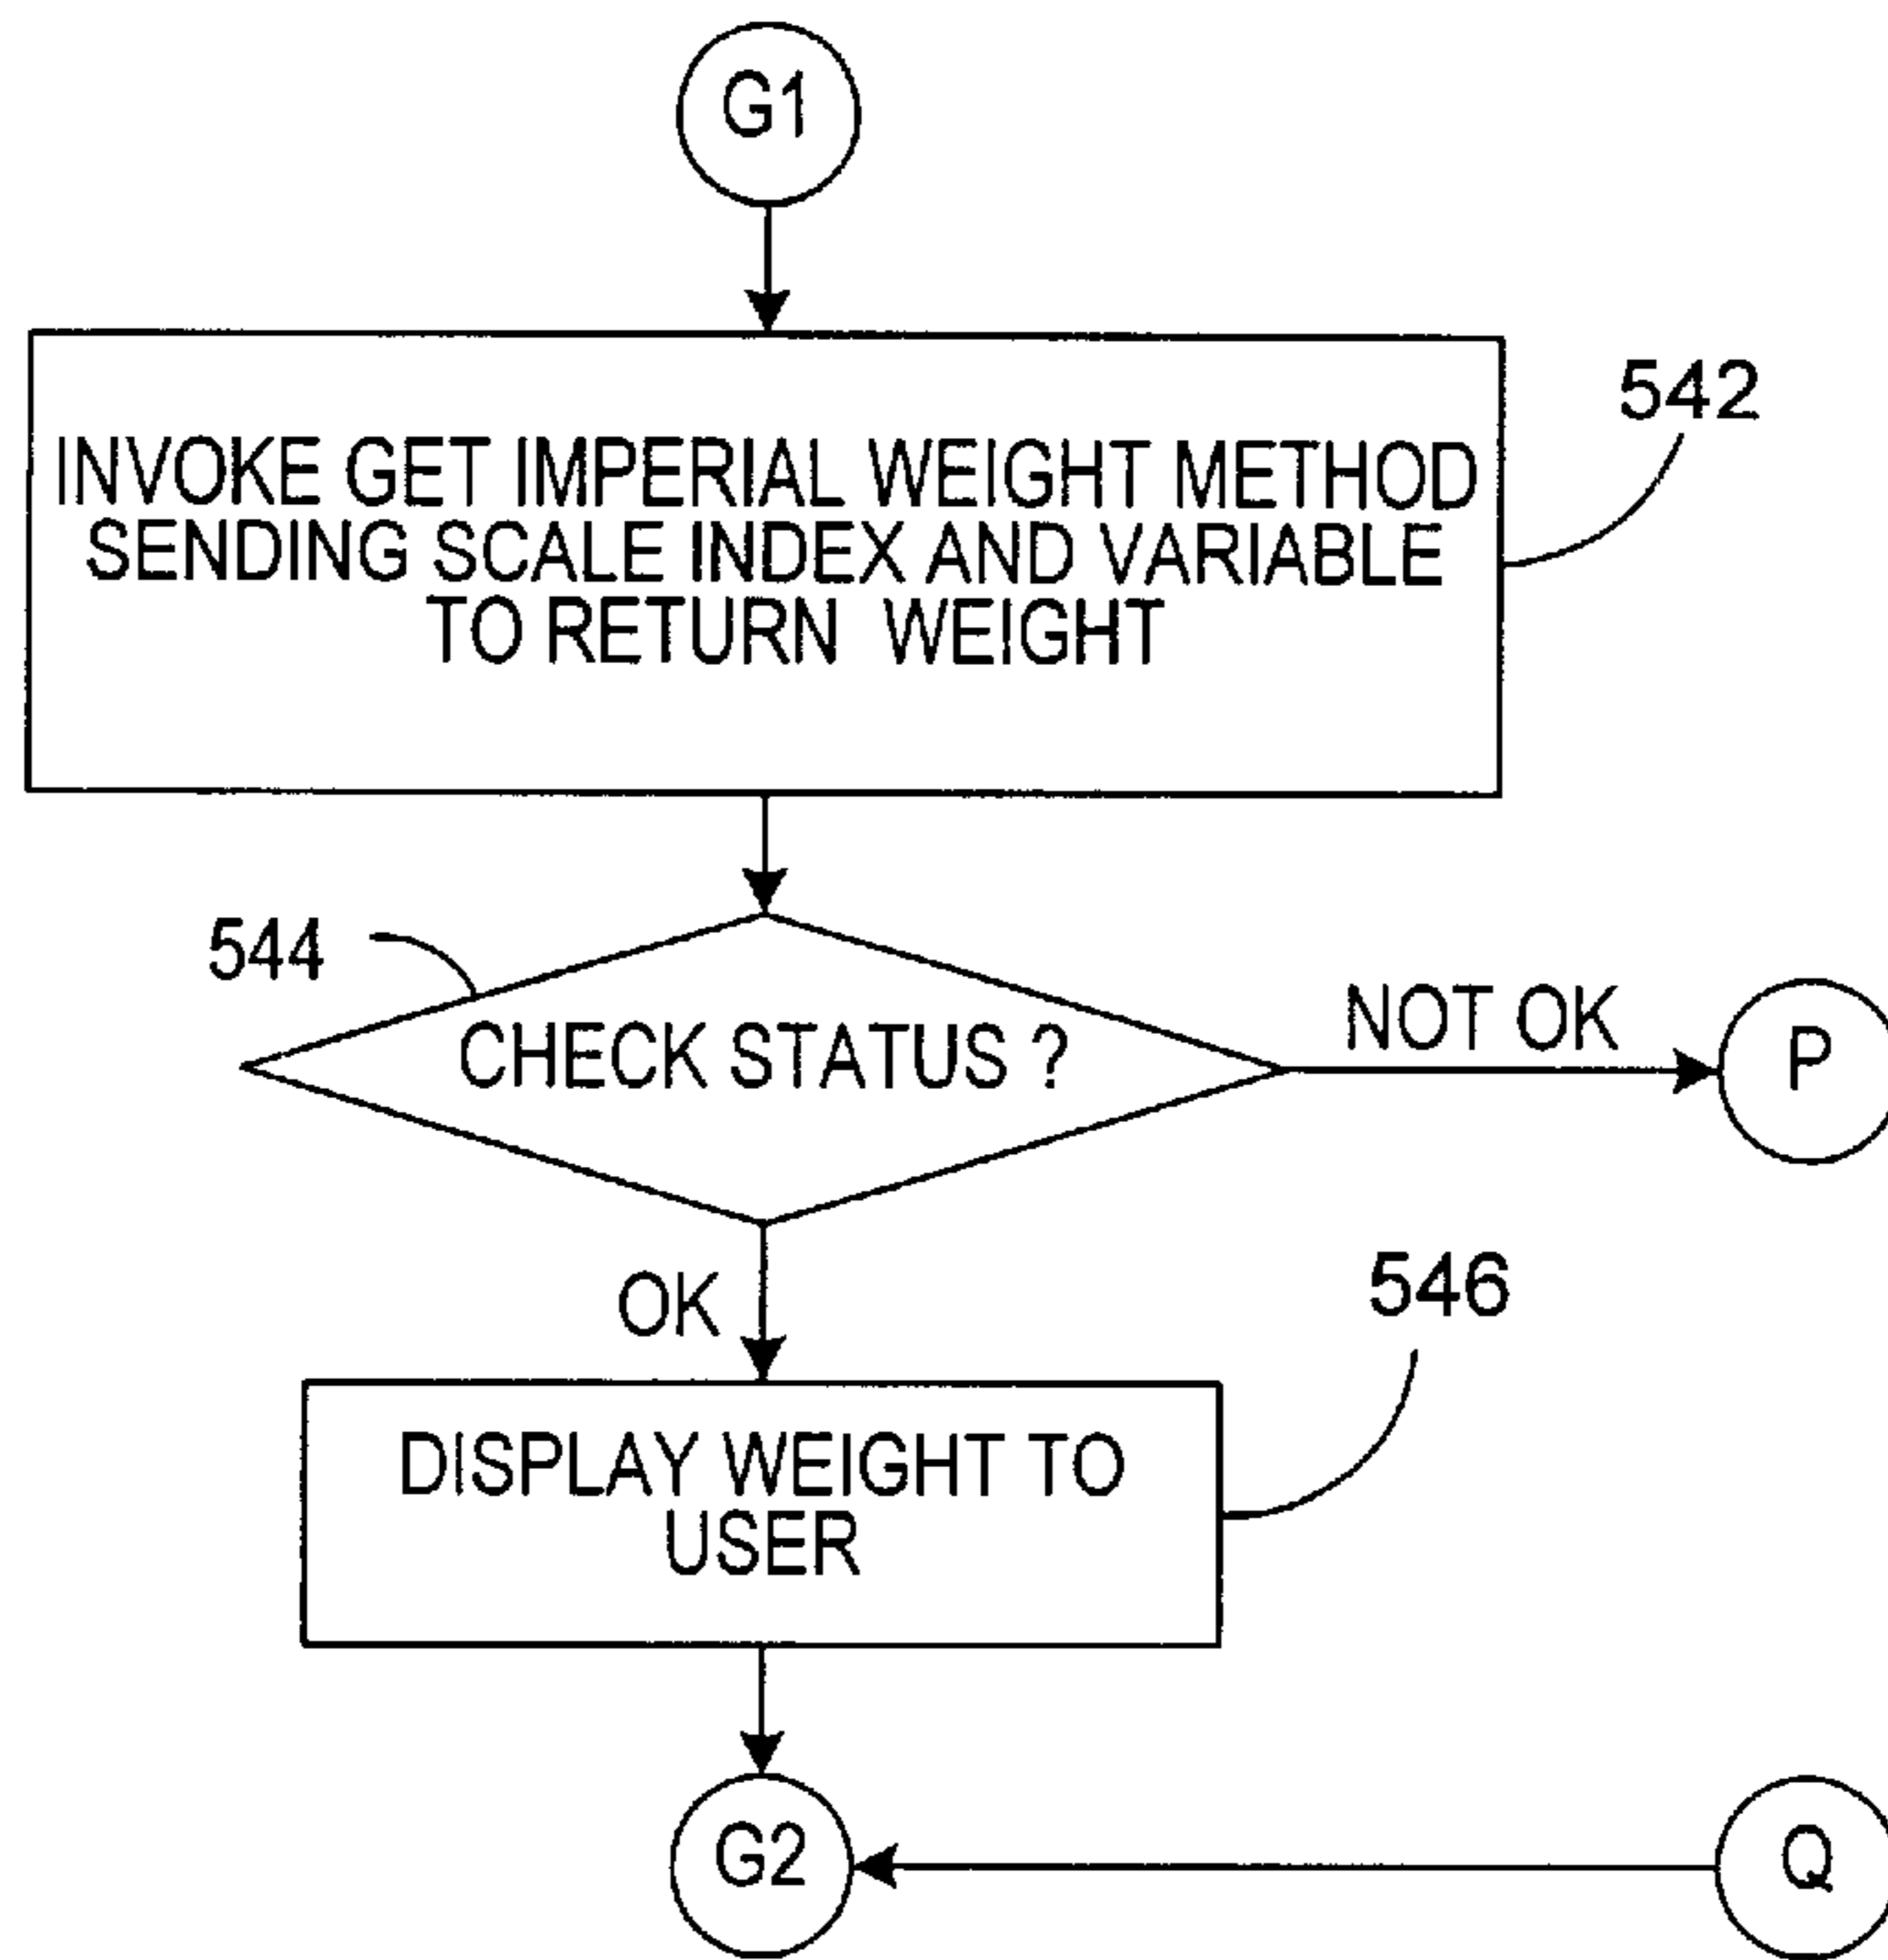 G1
542
INVOKE GET IMPERIAL WEIGHT METHOD
SENDING SCALE INDEX AND VARIABLE
TO RETURN WEIGHT
544
CHECK STATUS ?
NOT OK
P
OK
546
DISPLAY WEIGHT TO
USER
G2
Q